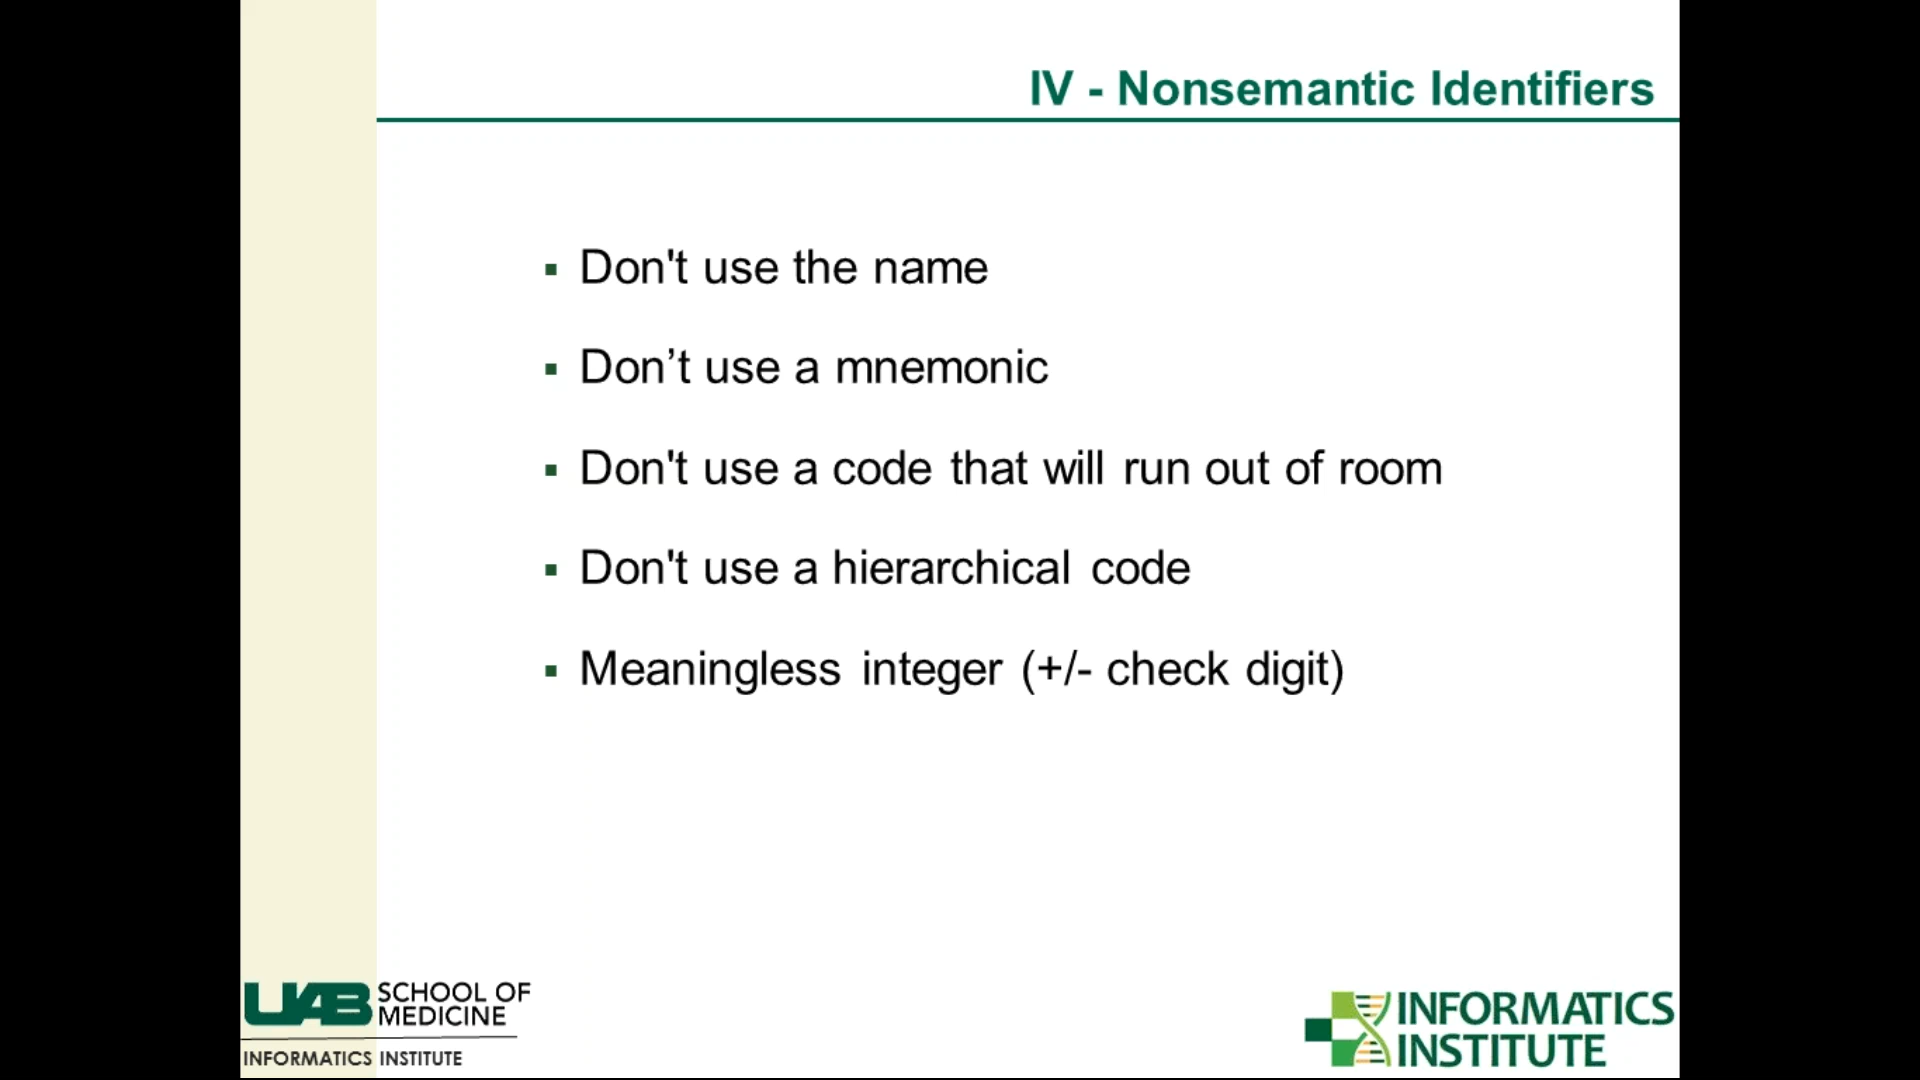 IV - Nonsemantic Identifiers
Don't use the name
Don’t use a mnemonic
Don't use a code that will run out of room
Don't use a hierarchical code
Meaningless integer (+/- check digit)
UAB SCHOOL OF
MEDICINE
INFORMATICS INSTITUTE
INFORMATICS
INSTITUTE